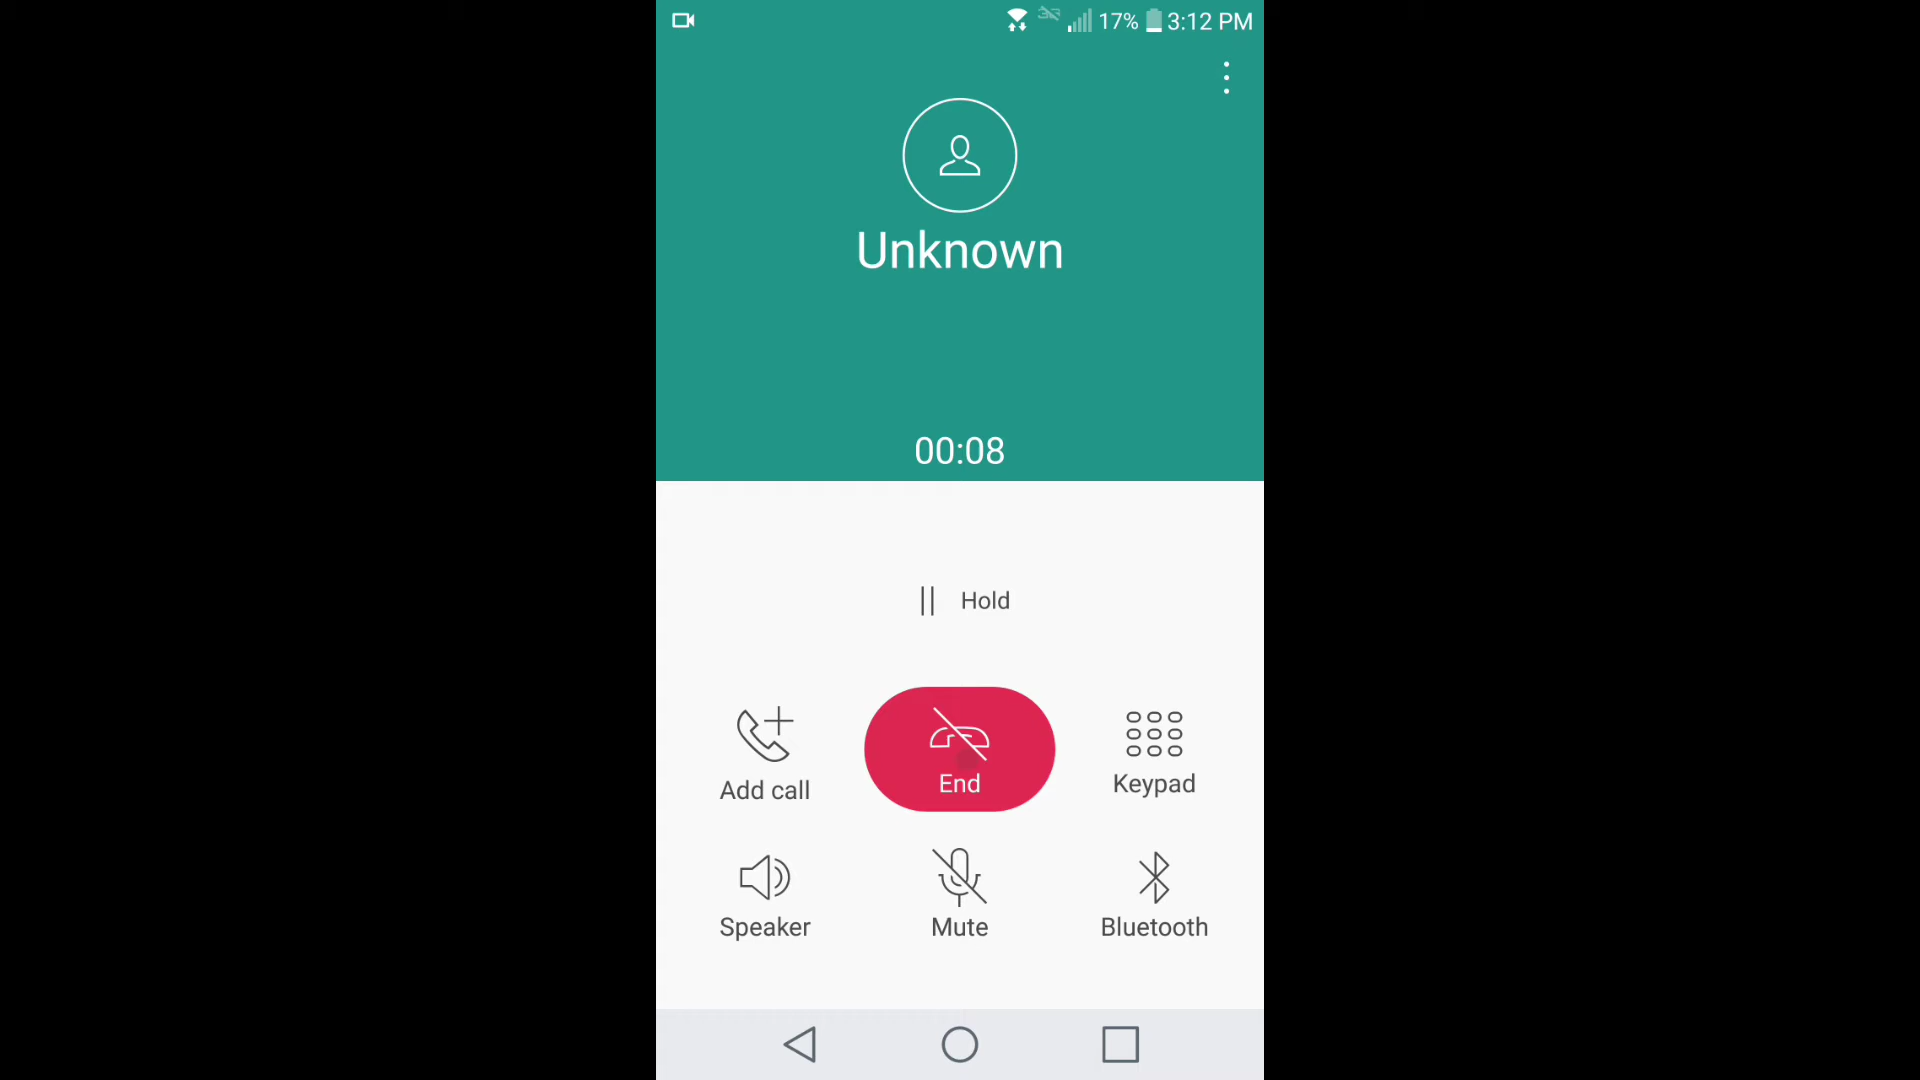 17% 3:12 PM
Unknown
00:08
Hold
Add call
End
Keypad
Speaker
Mute
Bluetooth